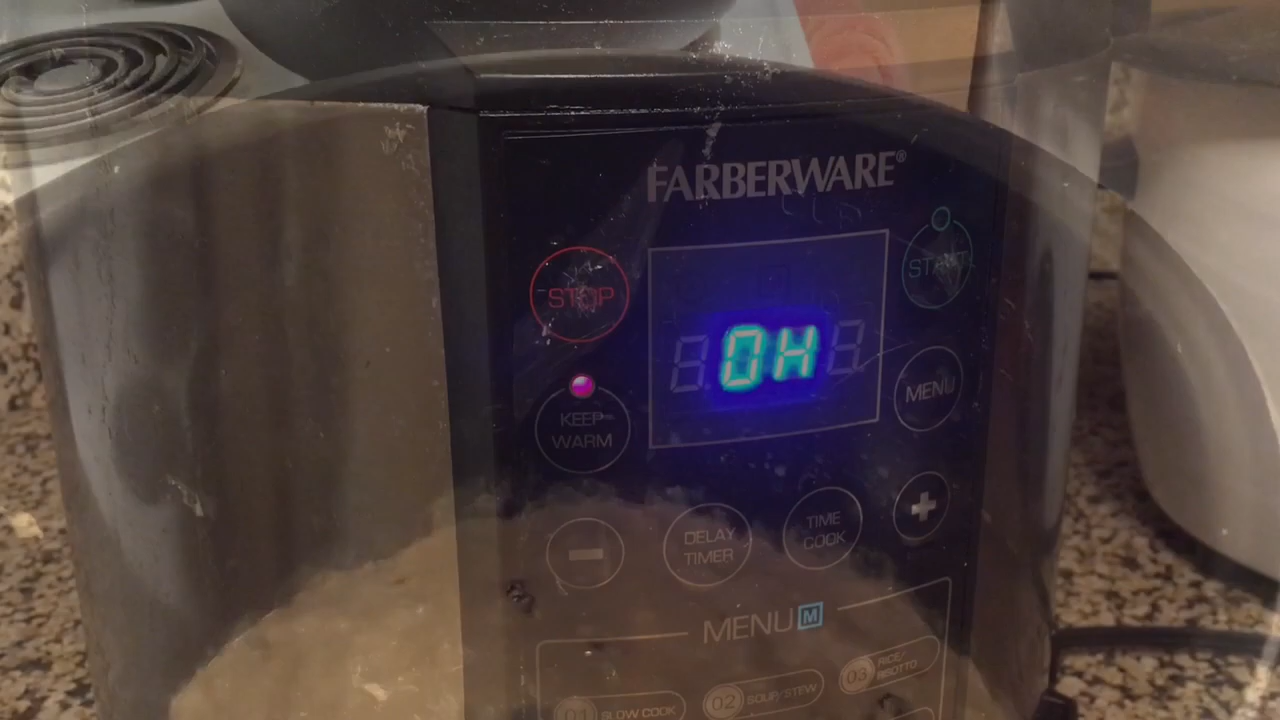 FARBERWARE®
STOP
START
0H
KEEP
WARM
MENU
DELAY
TIMER
TIME
COOK
MENU M
01 SLOW COOK
02 SOUP/STEW
03 RICE/
RISOTTO